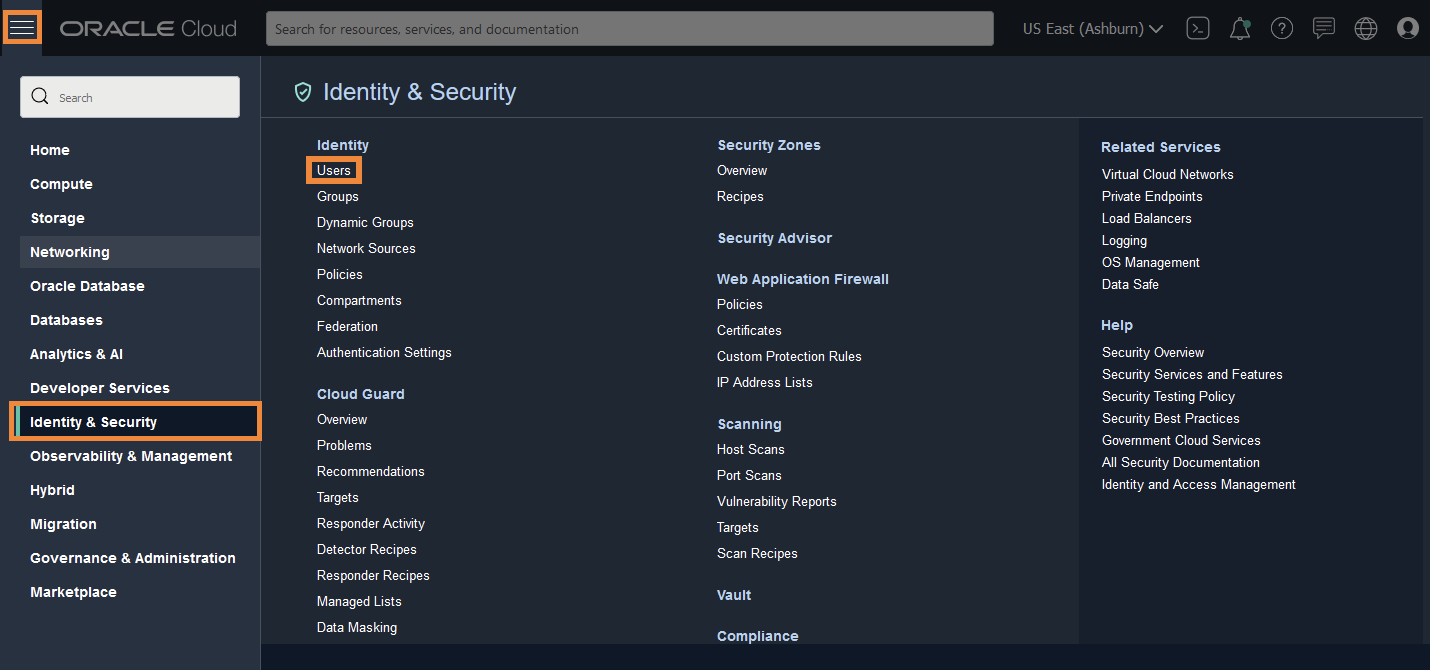 ORACLE Cloud
Search for resources, services, and documentation
US East (Ashburn)
Search
Home
Compute
Storage
Networking
Oracle Database
Databases
Analytics & AI
Developer Services
Identity & Security
Observability & Management
Hybrid
Migration
Governance & Administration
Marketplace
Identity & Security
Identity
Users
Groups
Dynamic Groups
Network Sources
Policies
Compartments
Federation
Authentication Settings
Cloud Guard
Overview
Problems
Recommendations
Targets
Responder Activity
Detector Recipes
Responder Recipes
Managed Lists
Data Masking
Security Zones
Overview
Recipes
Security Advisor
Web Application Firewall
Policies
Certificates
Custom Protection Rules
IP Address Lists
Scanning
Host Scans
Port Scans
Vulnerability Reports
Targets
Scan Recipes
Vault
Compliance
Related Services
Virtual Cloud Networks
Private Endpoints
Load Balancers
Logging
OS Management
Data Safe
Help
Security Overview
Security Services and Features
Security Testing Policy
Security Best Practices
Government Cloud Services
All Security Documentation
Identity and Access Management